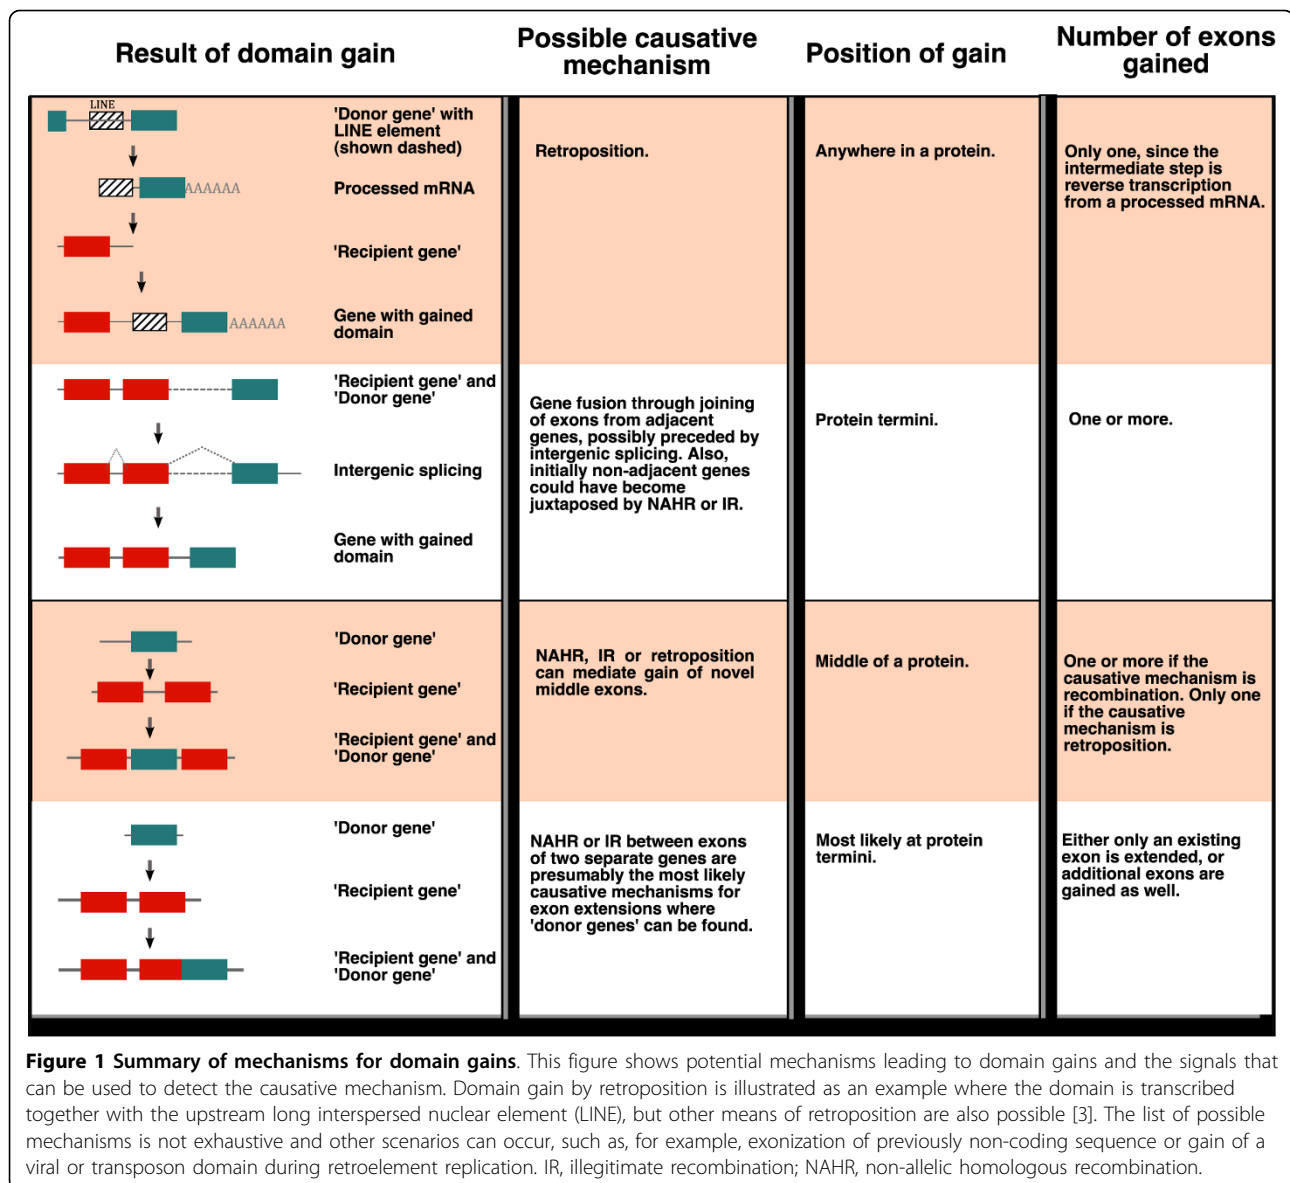 Result of domain gain
Possible causative
mechanism
Position of gain
Number of exons
gained
LINE
'Donor gene' with
LINE element
(shown dashed)
Processed mRNA
AAAAAA
'Recipient gene'
Gene with gained
domain
AAAAAA
Retroposition.
Anywhere in a protein.
Only one, since the
intermediate step is
reverse transcription
from a processed mRNA.
'Recipient gene' and
'Donor gene'
Intergenic splicing
Gene with gained
domain
Gene fusion through joining
of exons from adjacent
genes, possibly preceded by
intergenic splicing. Also,
initially non-adjacent genes
could have become
juxtaposed by NAHR or IR.
Protein termini.
One or more.
'Donor gene'
'Recipient gene'
'Recipient gene' and
'Donor gene'
NAHR, IR or retroposition
can mediate gain of novel
middle exons.
Middle of a protein.
One or more if the
causative mechanism is
recombination. Only one
if the causative
mechanism is
retroposition.
'Donor gene'
'Recipient gene'
'Recipient gene' and
'Donor gene'
NAHR or IR between exons
of two separate genes are
presumably the most likely
causative mechanisms for
exon extensions where
'donor genes' can be found.
Most likely at protein
termini.
Either only an existing
exon is extended, or
additional exons are
gained as well.
Figure 1 Summary of mechanisms for domain gains. This figure shows potential mechanisms leading to domain gains and the signals that
can be used to detect the causative mechanism. Domain gain by retroposition is illustrated as an example where the domain is transcribed
together with the upstream long interspersed nuclear element (LINE), but other means of retroposition are also possible [3]. The list of possible
mechanisms is not exhaustive and other scenarios can occur, such as, for example, exonization of previously non-coding sequence or gain of a
viral or transposon domain during retroelement replication. IR, illegitimate recombination; NAHR, non-allelic homologous recombination.